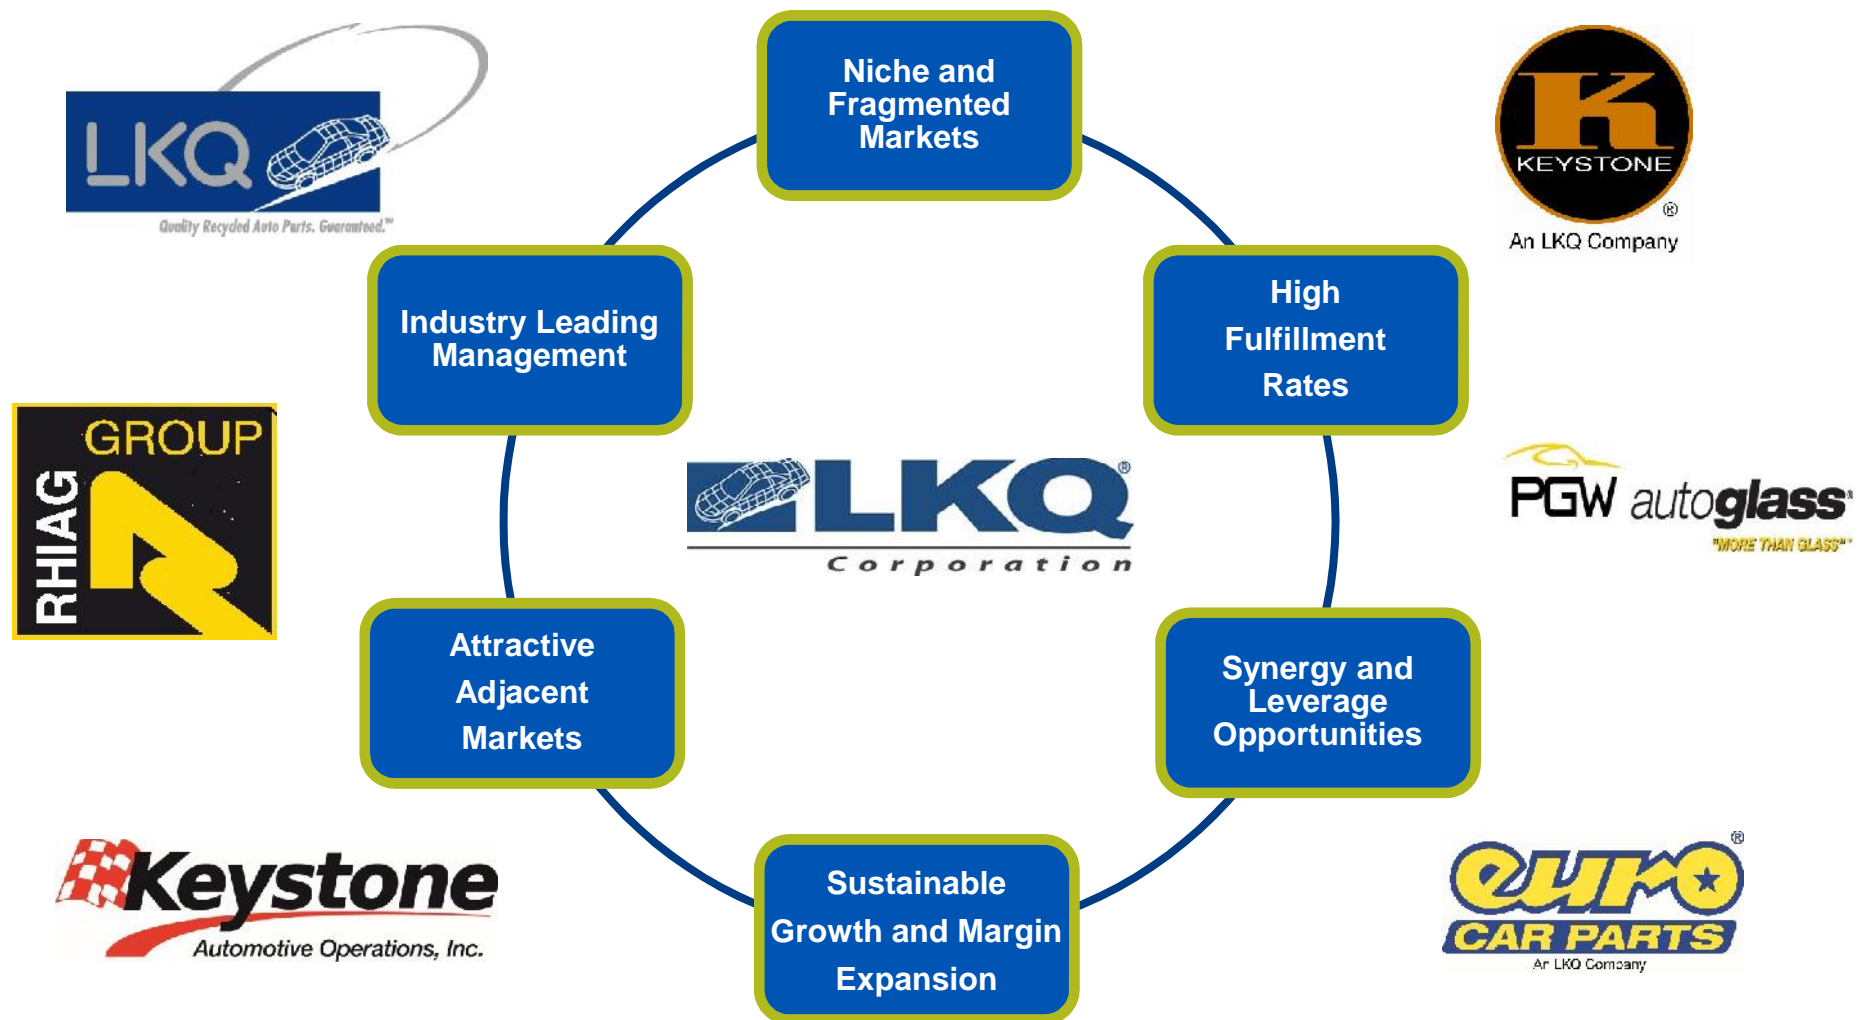 Niche and
Fragmented
Markets
LKQ
Quality Recycled Auto Parts. Guaranteed.™
K
KEYSTONE
®
An LKQ Company
Industry Leading
Management
High
Fulfillment
Rates
GROUP
RHIAG
LKQ®
Corporation
PGW autoglass
"MORE THAN GLASS"
Attractive
Adjacent
Markets
Synergy and
Leverage
Opportunities
Keystone
Automotive Operations, Inc.
Sustainable
Growth and Margin
Expansion
euro®
CAR PARTS
An LKQ Company